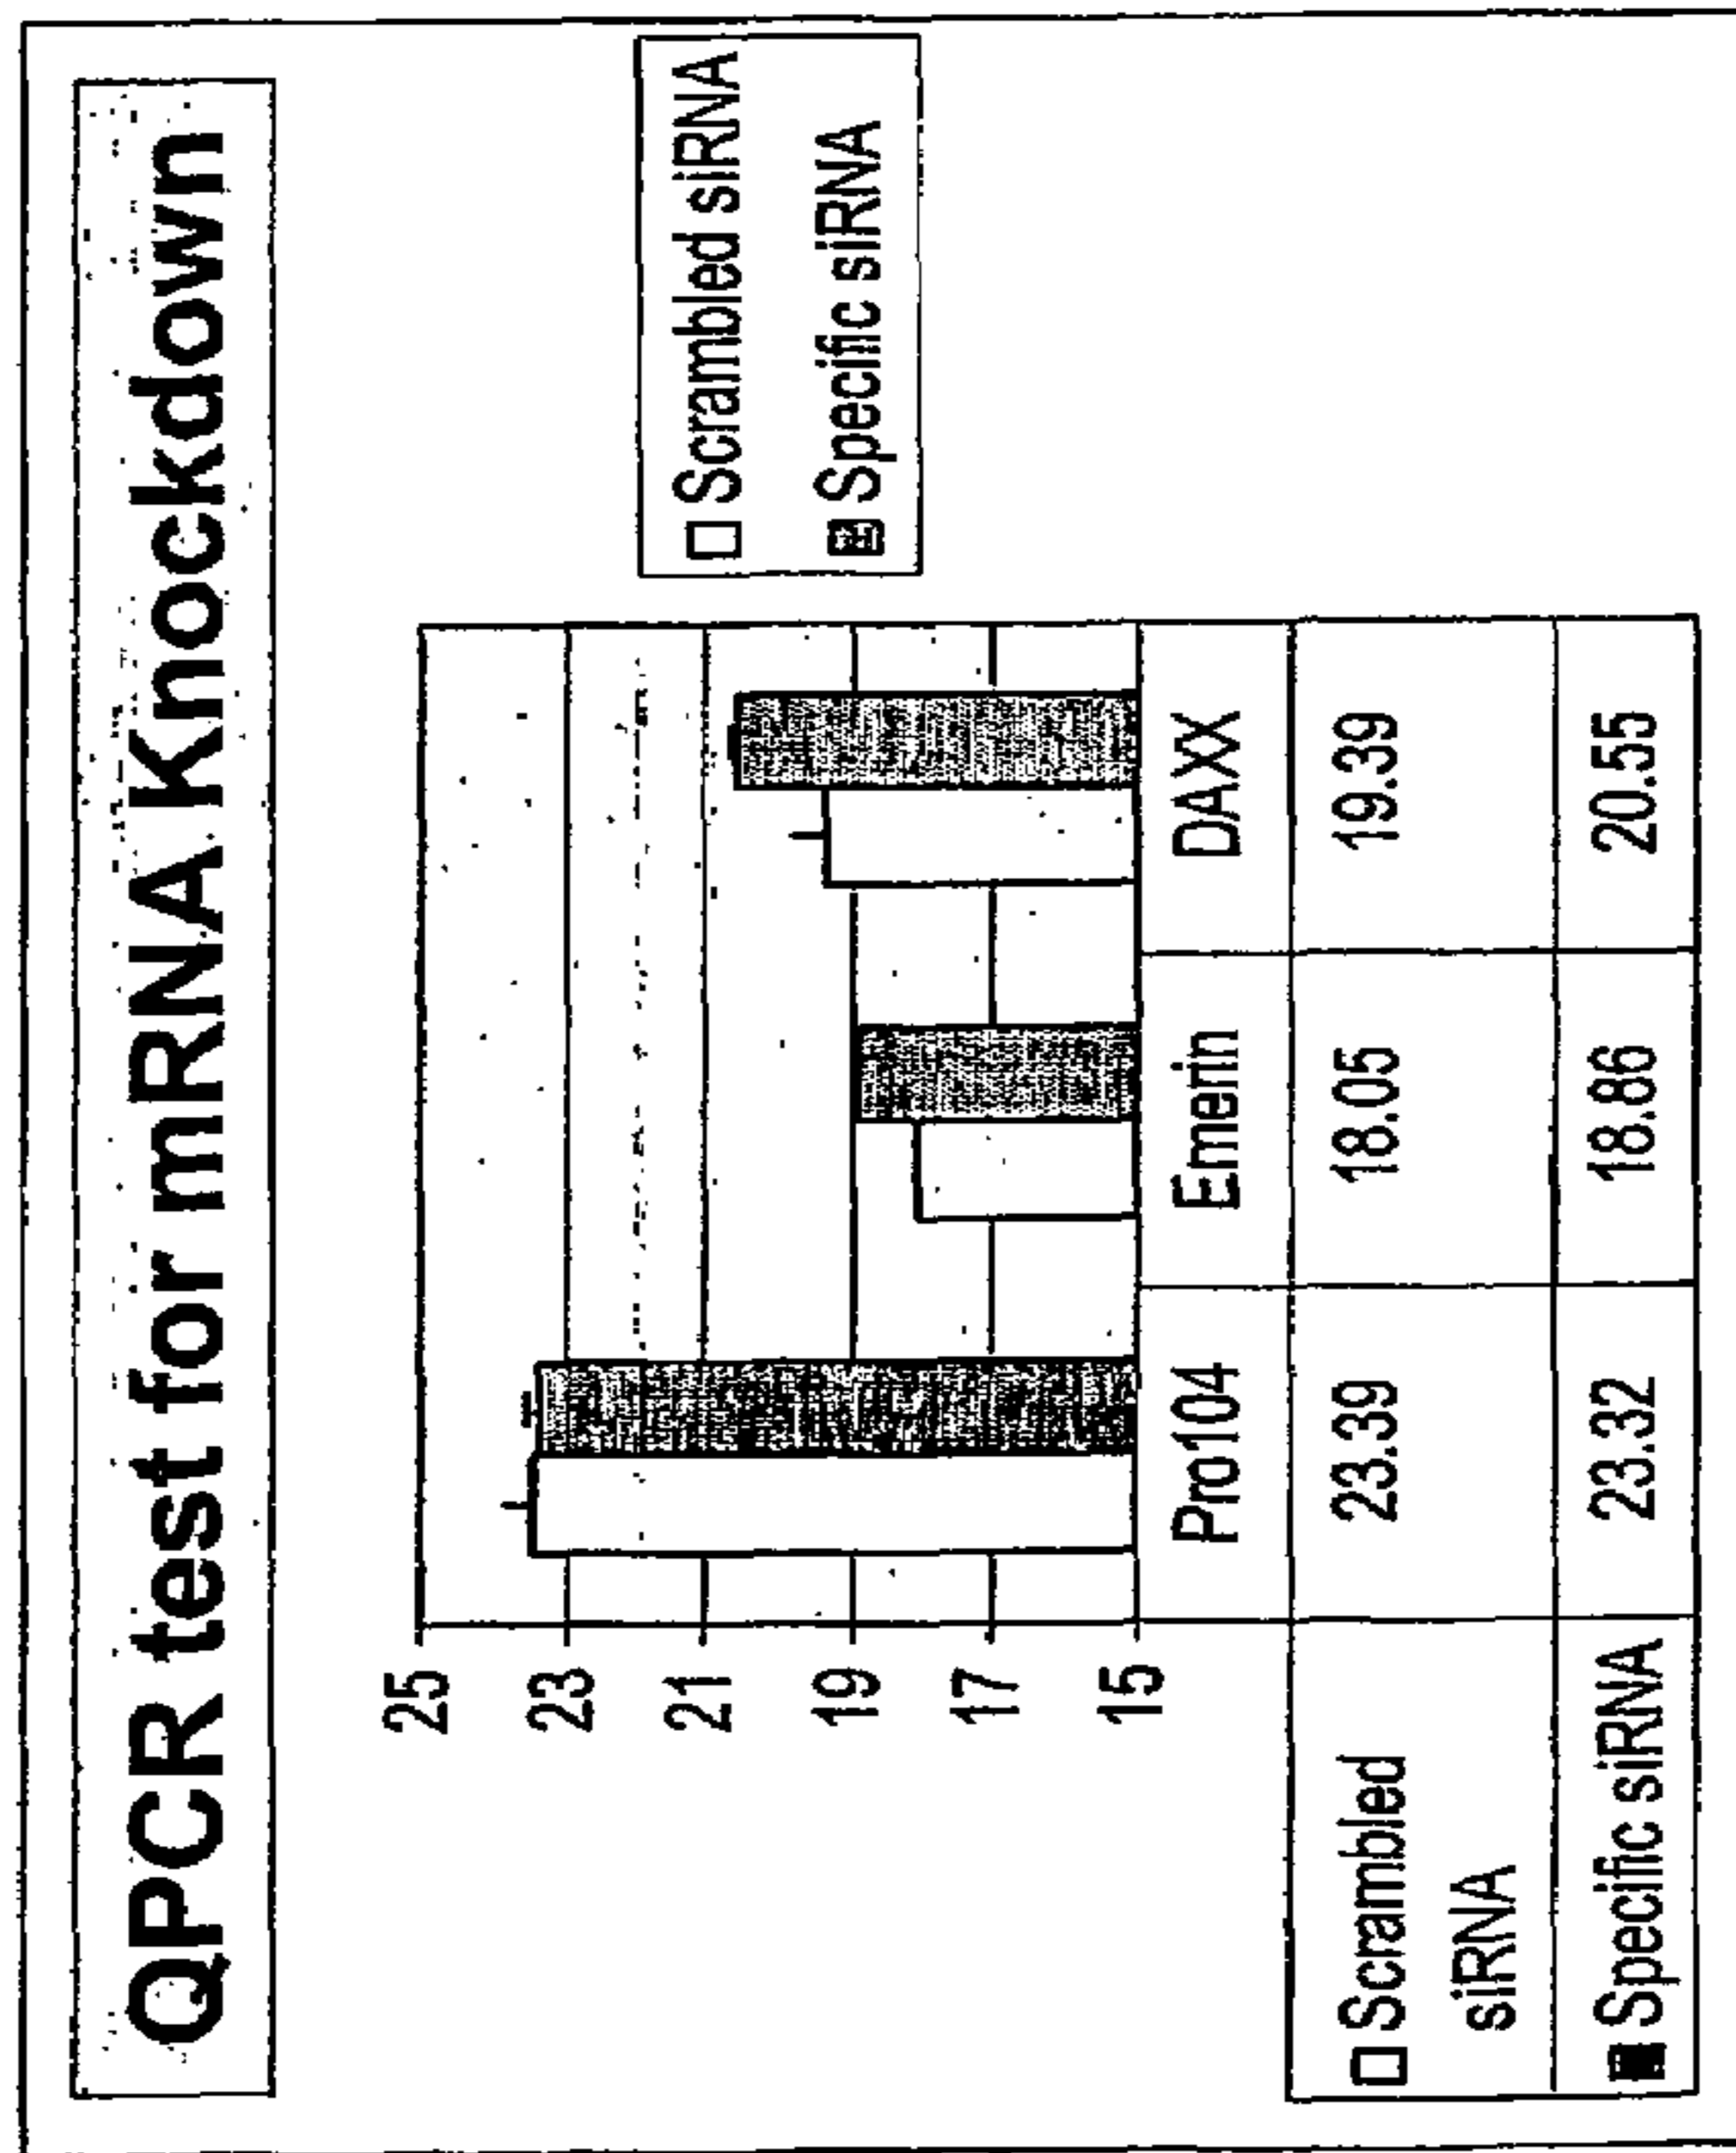 QPCR test for mRNA Knockdown
25
23
21
19
17
15
Scrambled siRNA
Specific siRNA
Pro104 Emerin DAXX
Scrambled 23.39 18.05 19.39
siRNA
Specific siRNA 23.32 18.86 20.55